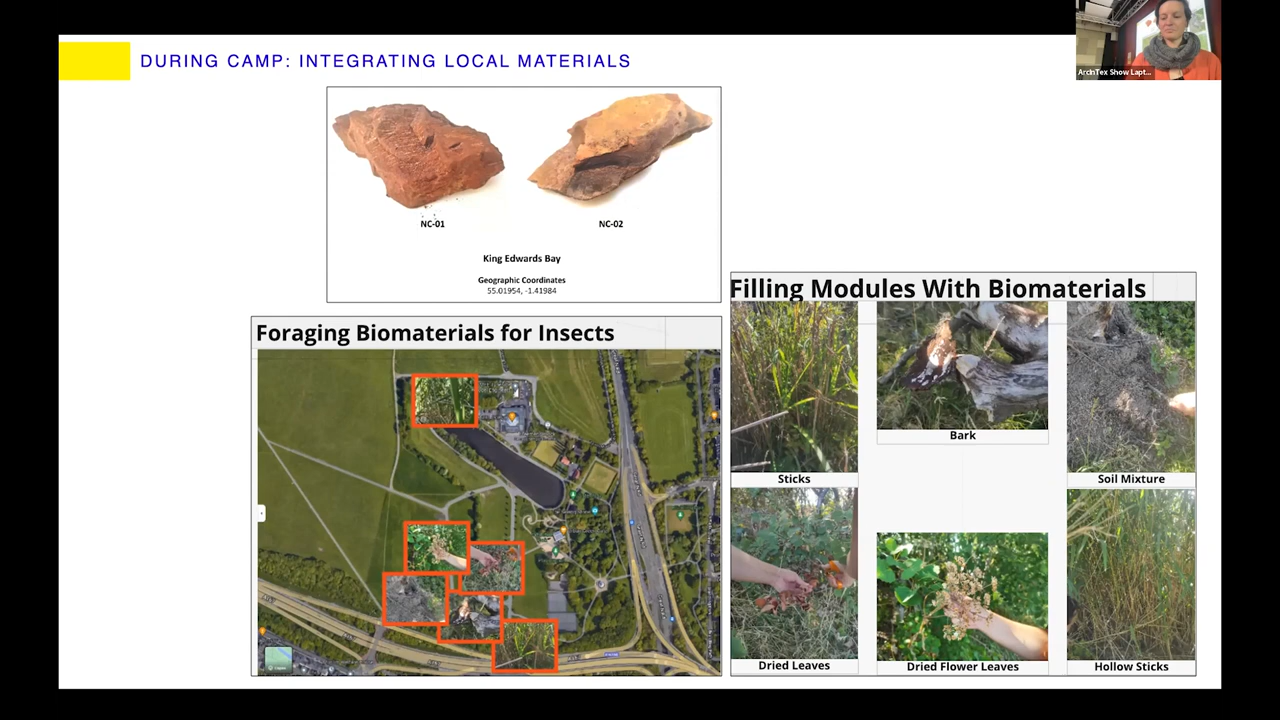 DURING CAMP: INTEGRATING LOCAL MATERIALS
ArcInTex Show Lapt...
NC-01
NC-02
King Edwards Bay
Geographic Coordinates
55.01954, -1.41984
Foraging Biomaterials for Insects
Filling Modules With Biomaterials
Sticks
Bark
Soil Mixture
Dried Leaves
Dried Flower Leaves
Hollow Sticks